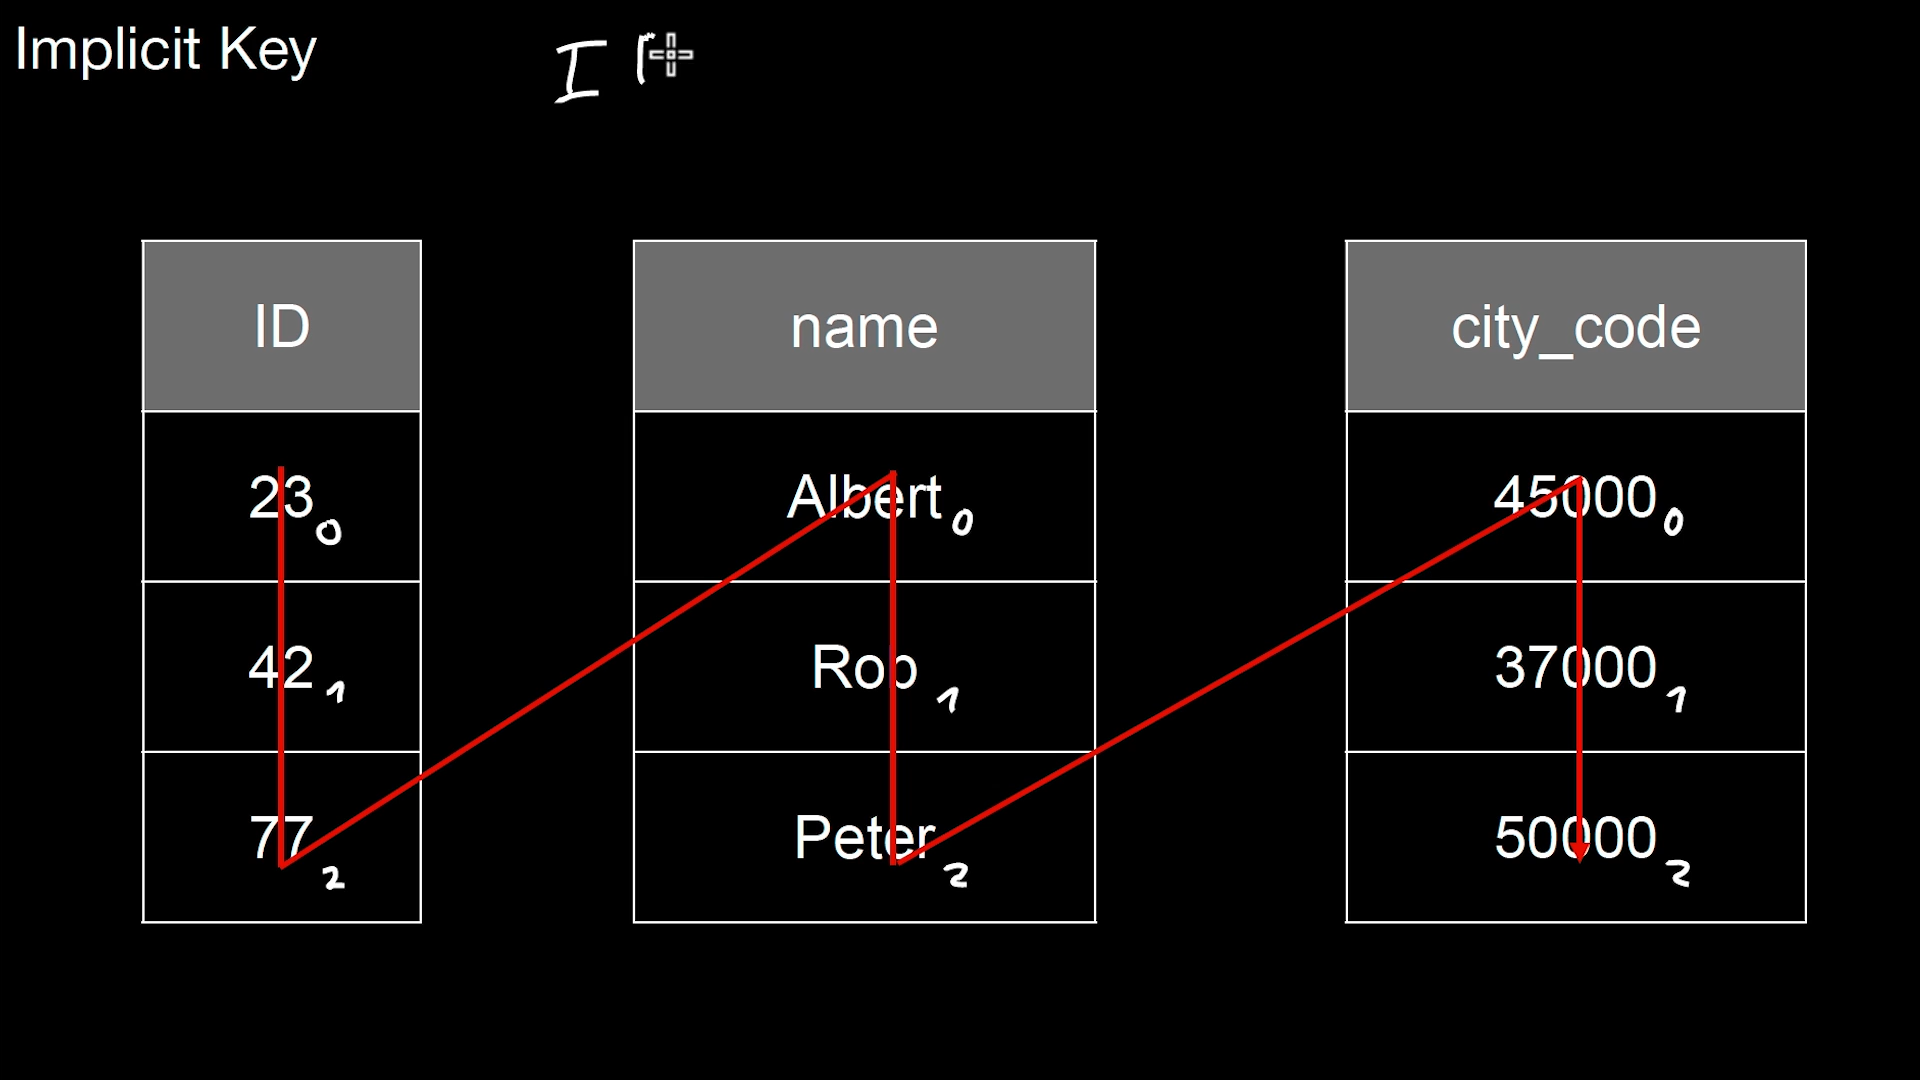 Implicit Key I
ID name city_code
23 0 Albert 0 45000 0
42 1 Rob 1 37000 1
77 2 Peter 2 50000 2